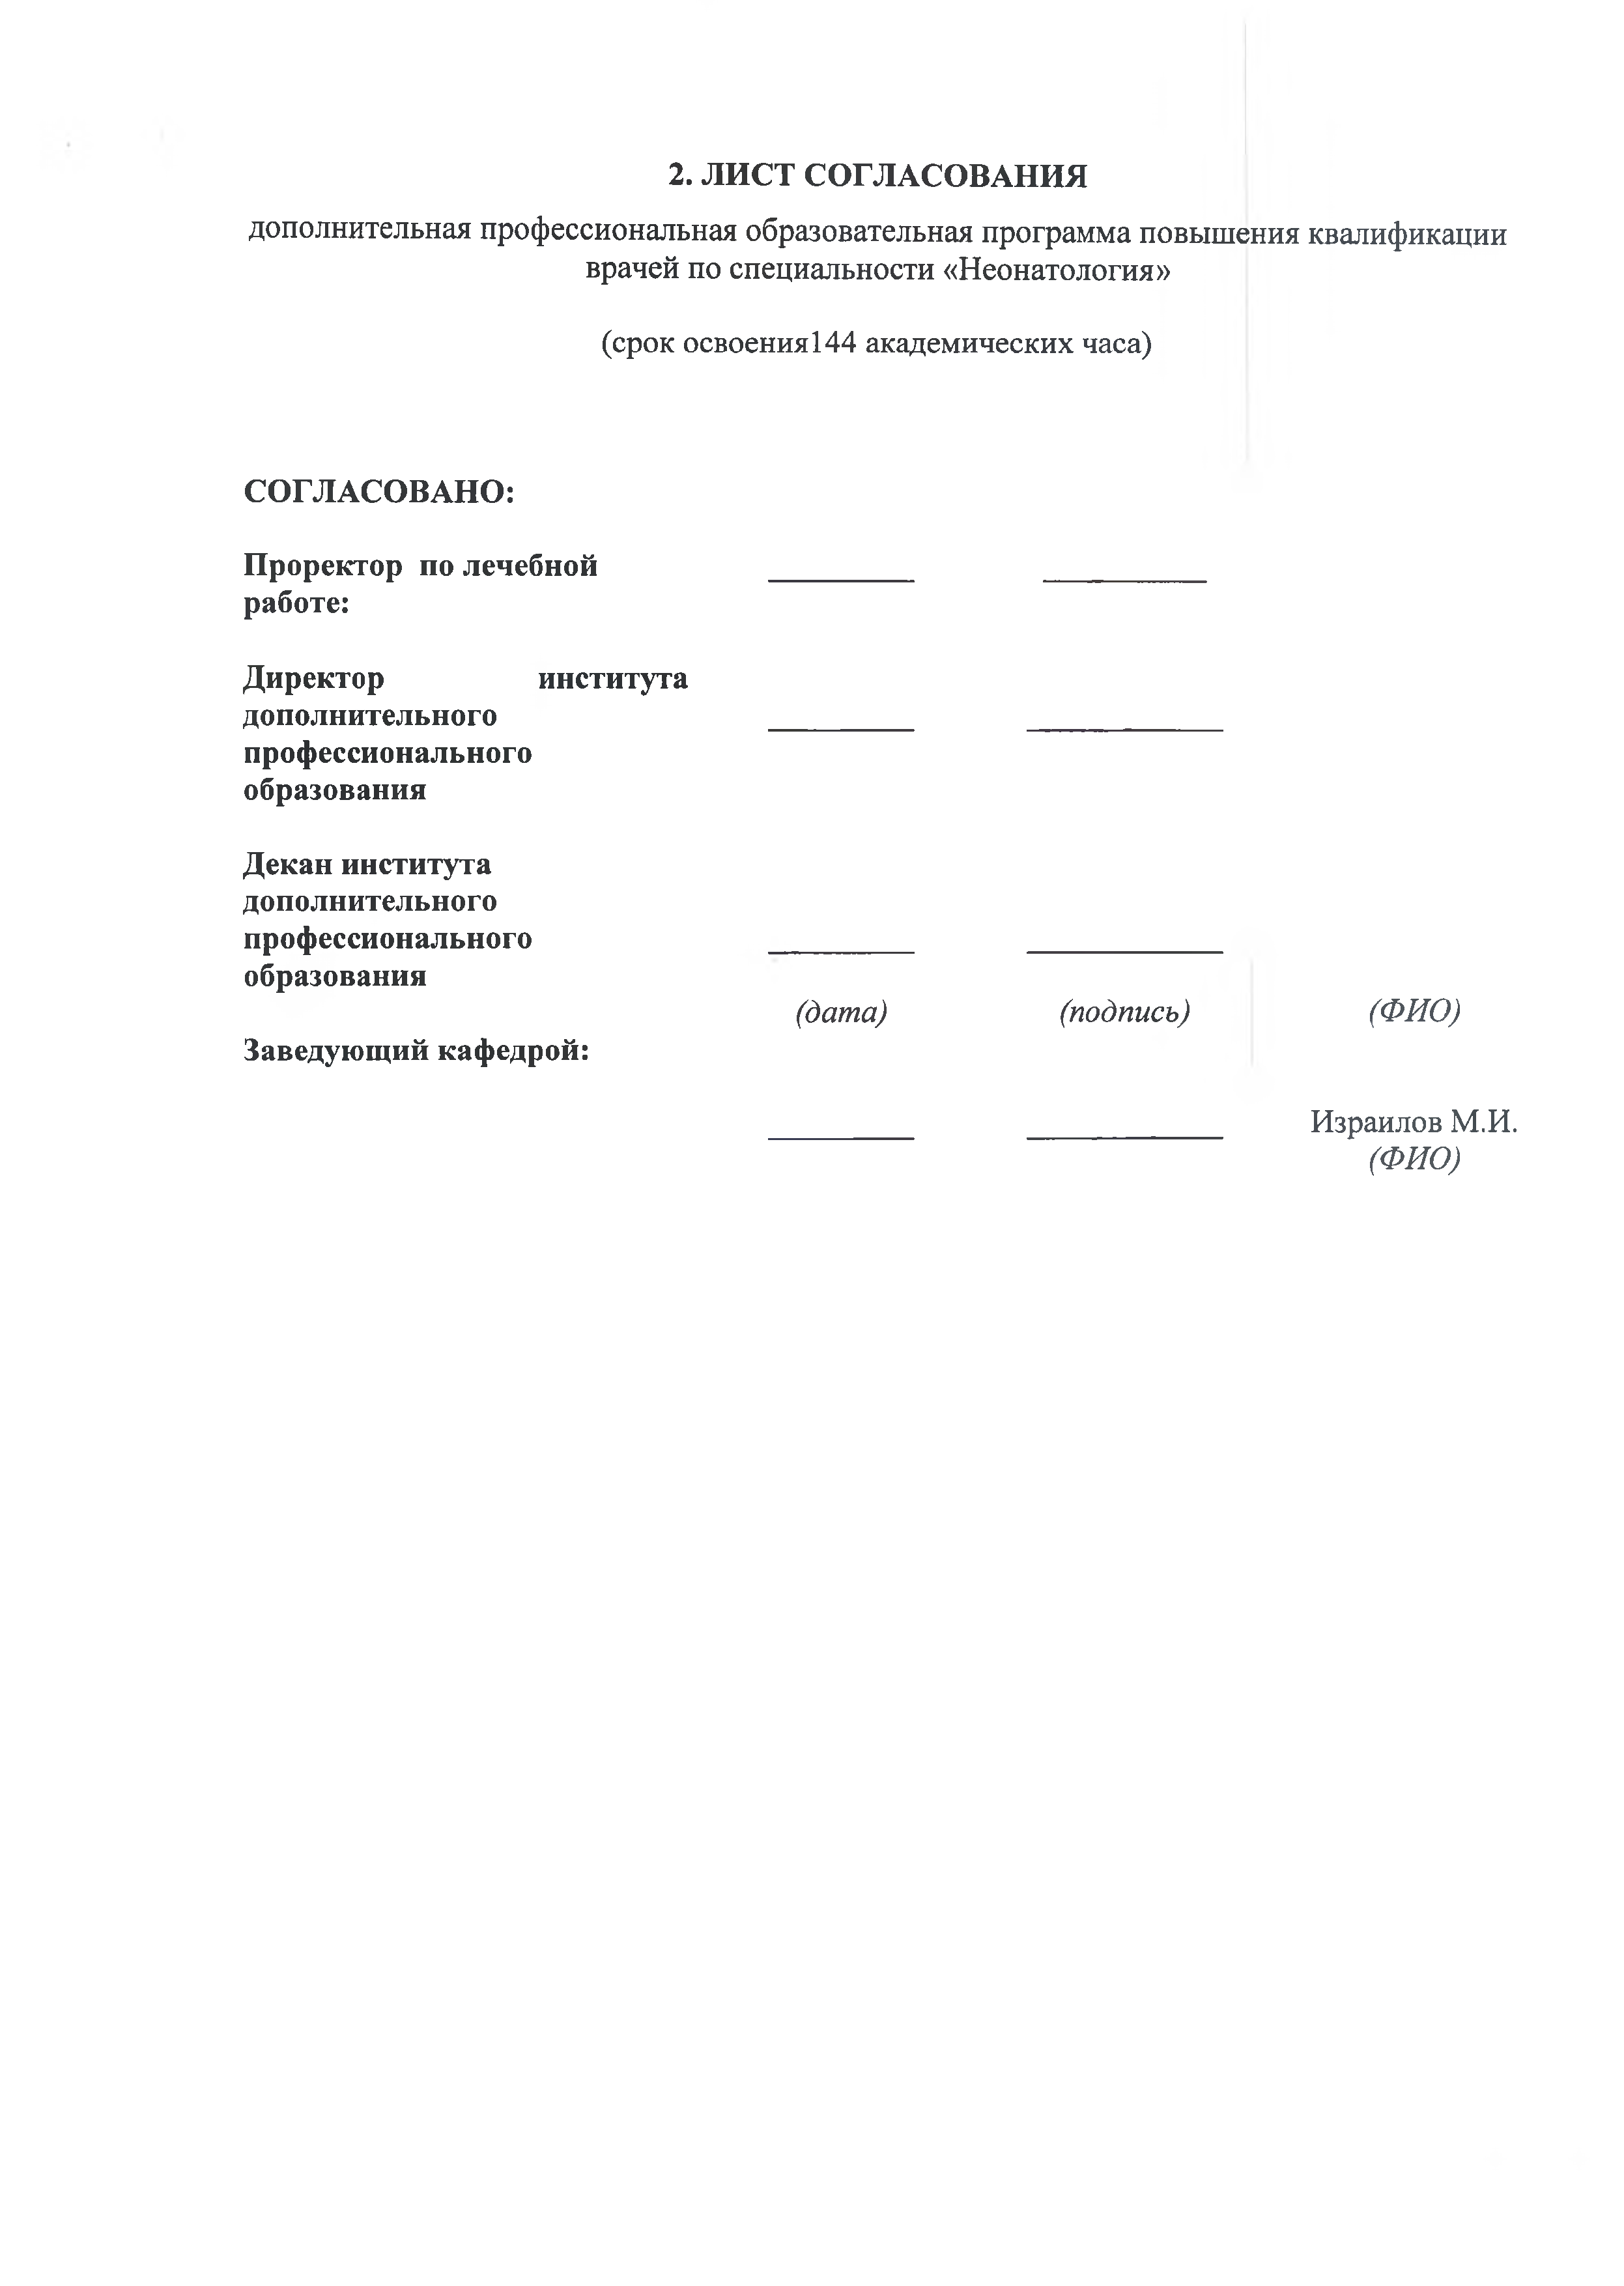 2. ЛИСТ СОГЛАСОВАНИЯ
дополнительная профессиональная образовательная программа повышения квалификации
врачей по специальности «Неонатология»
(срок освоения144 академических часа)
СОГЛАСОВАНО:
Проректор по лечебной
работе:
Директор института
дополнительного
профессионального
образования
Декан института
дополнительного
профессионального
образования
(дата) (подпись) (ФИО)
Заведующий кафедрой:
Израилов М.И.
(ФИО)